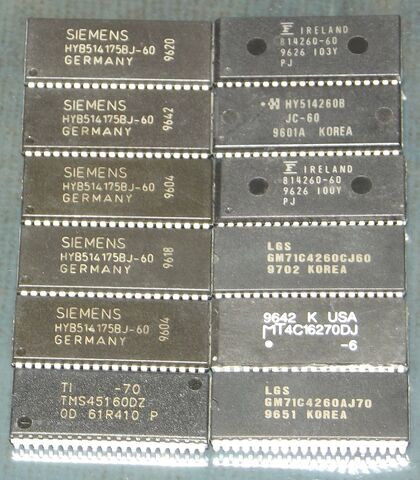 SIEMENS
HYB514175BJ-60
GERMANY
9620
IRELAND
814260-60
9626 103Y
PJ
SIEMENS
HYB514175BJ-60
GERMANY
9642
HY514260B
JC-60
9601A KOREA
SIEMENS
HYB514175BJ-60
GERMANY
9604
IRELAND
814260-60
9626 100Y
PJ
SIEMENS
HYB514175BJ-60
GERMANY
9618
LGS
GM71C4260CJ60
9702 KOREA
SIEMENS
HYB514175BJ-60
GERMANY
9604
9642 K USA
MT4C16270DJ
-6
TI -70
TMS45160DZ
OD 61R410 P
LGS
GM71C4260AJ70
9651 KOREA